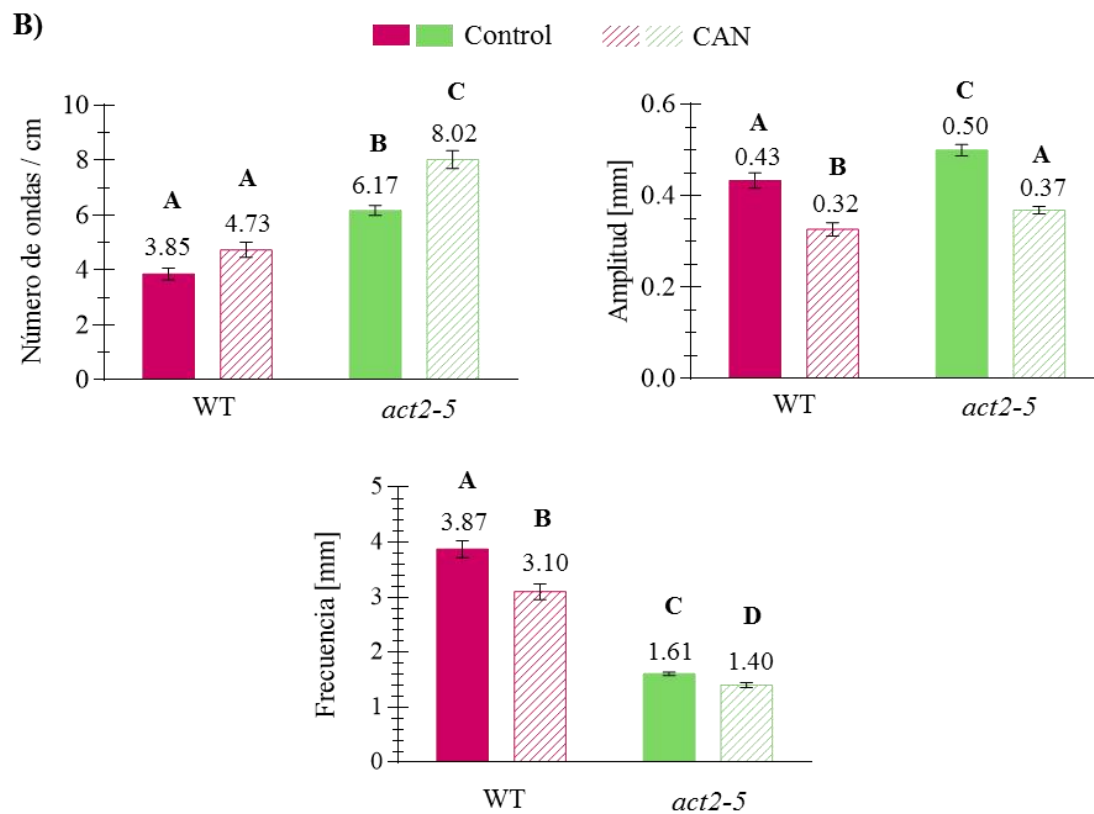 B)
Control
CAN
Número de ondas / cm
10
8
6
4
2
0
A
3.85
A
4.73
B
6.17
C
8.02
WT
act2-5
Amplitud [mm]
0.6
0.4
0.2
0.0
A
0.43
B
0.32
C
0.50
A
0.37
WT
act2-5
Frecuencia [mm]
5
4
3
2
1
0
A
3.87
B
3.10
C
1.61
D
1.40
WT
act2-5